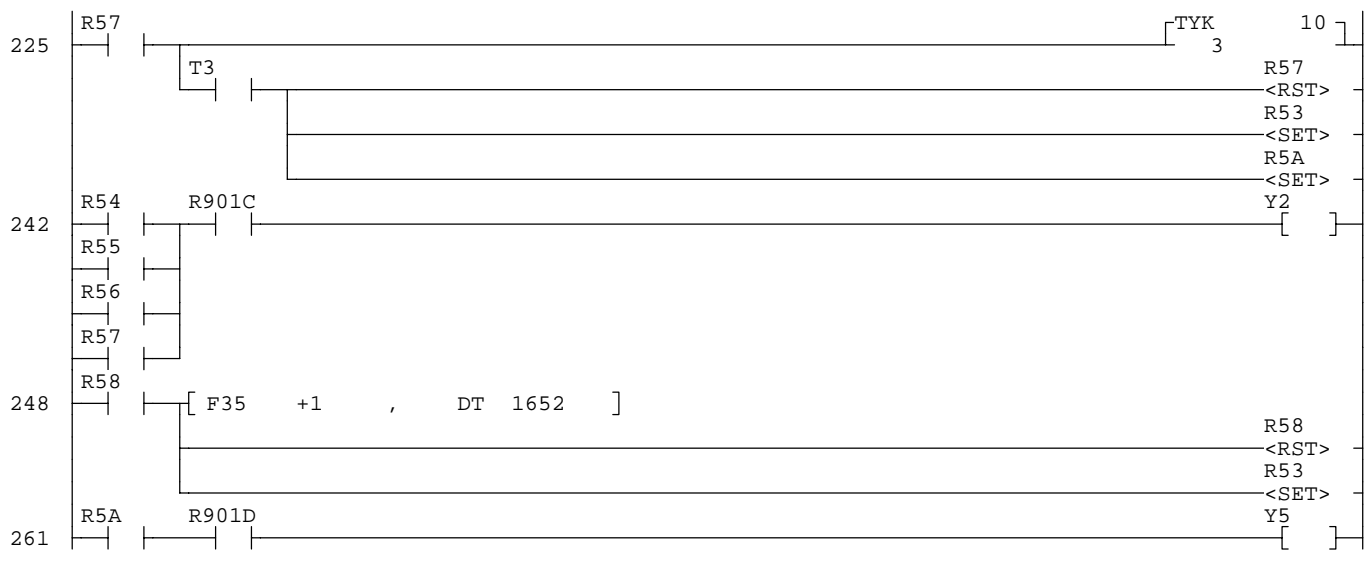 R57
225 TYK 10
3
T3 R57
<RST>
R53
<SET>
R5A
<SET>
R54 R901C Y2
242
R55
R56
R57
R58
248 F35 +1 , DT 1652
R58
<RST>
R53
<SET>
R5A R901D Y5
261